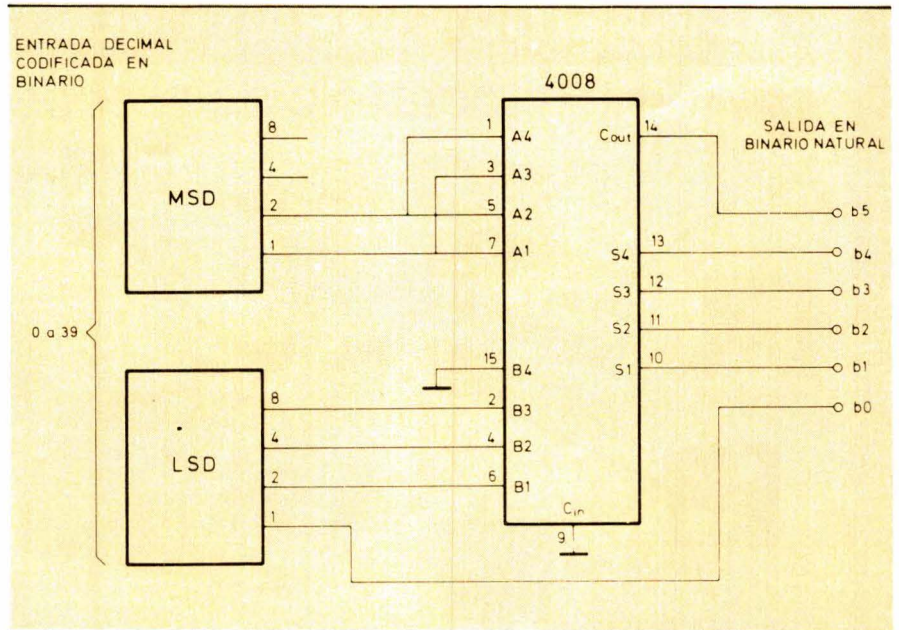 ENTRADA DECIMAL
CODIFICADA EN
BINARIO
4008
SALIDA EN
BINARIO NATURAL
0 a 39
MSD
8
4
2
1
LSD
8
4
2
1
1 A4
3 A3
5 A2
7 A1
15 B4
2 B3
4 B2
6 B1
Cin
9
Cout 14
S4 13
S3 12
S2 11
S1 10
b5
b4
b3
b2
b1
b0